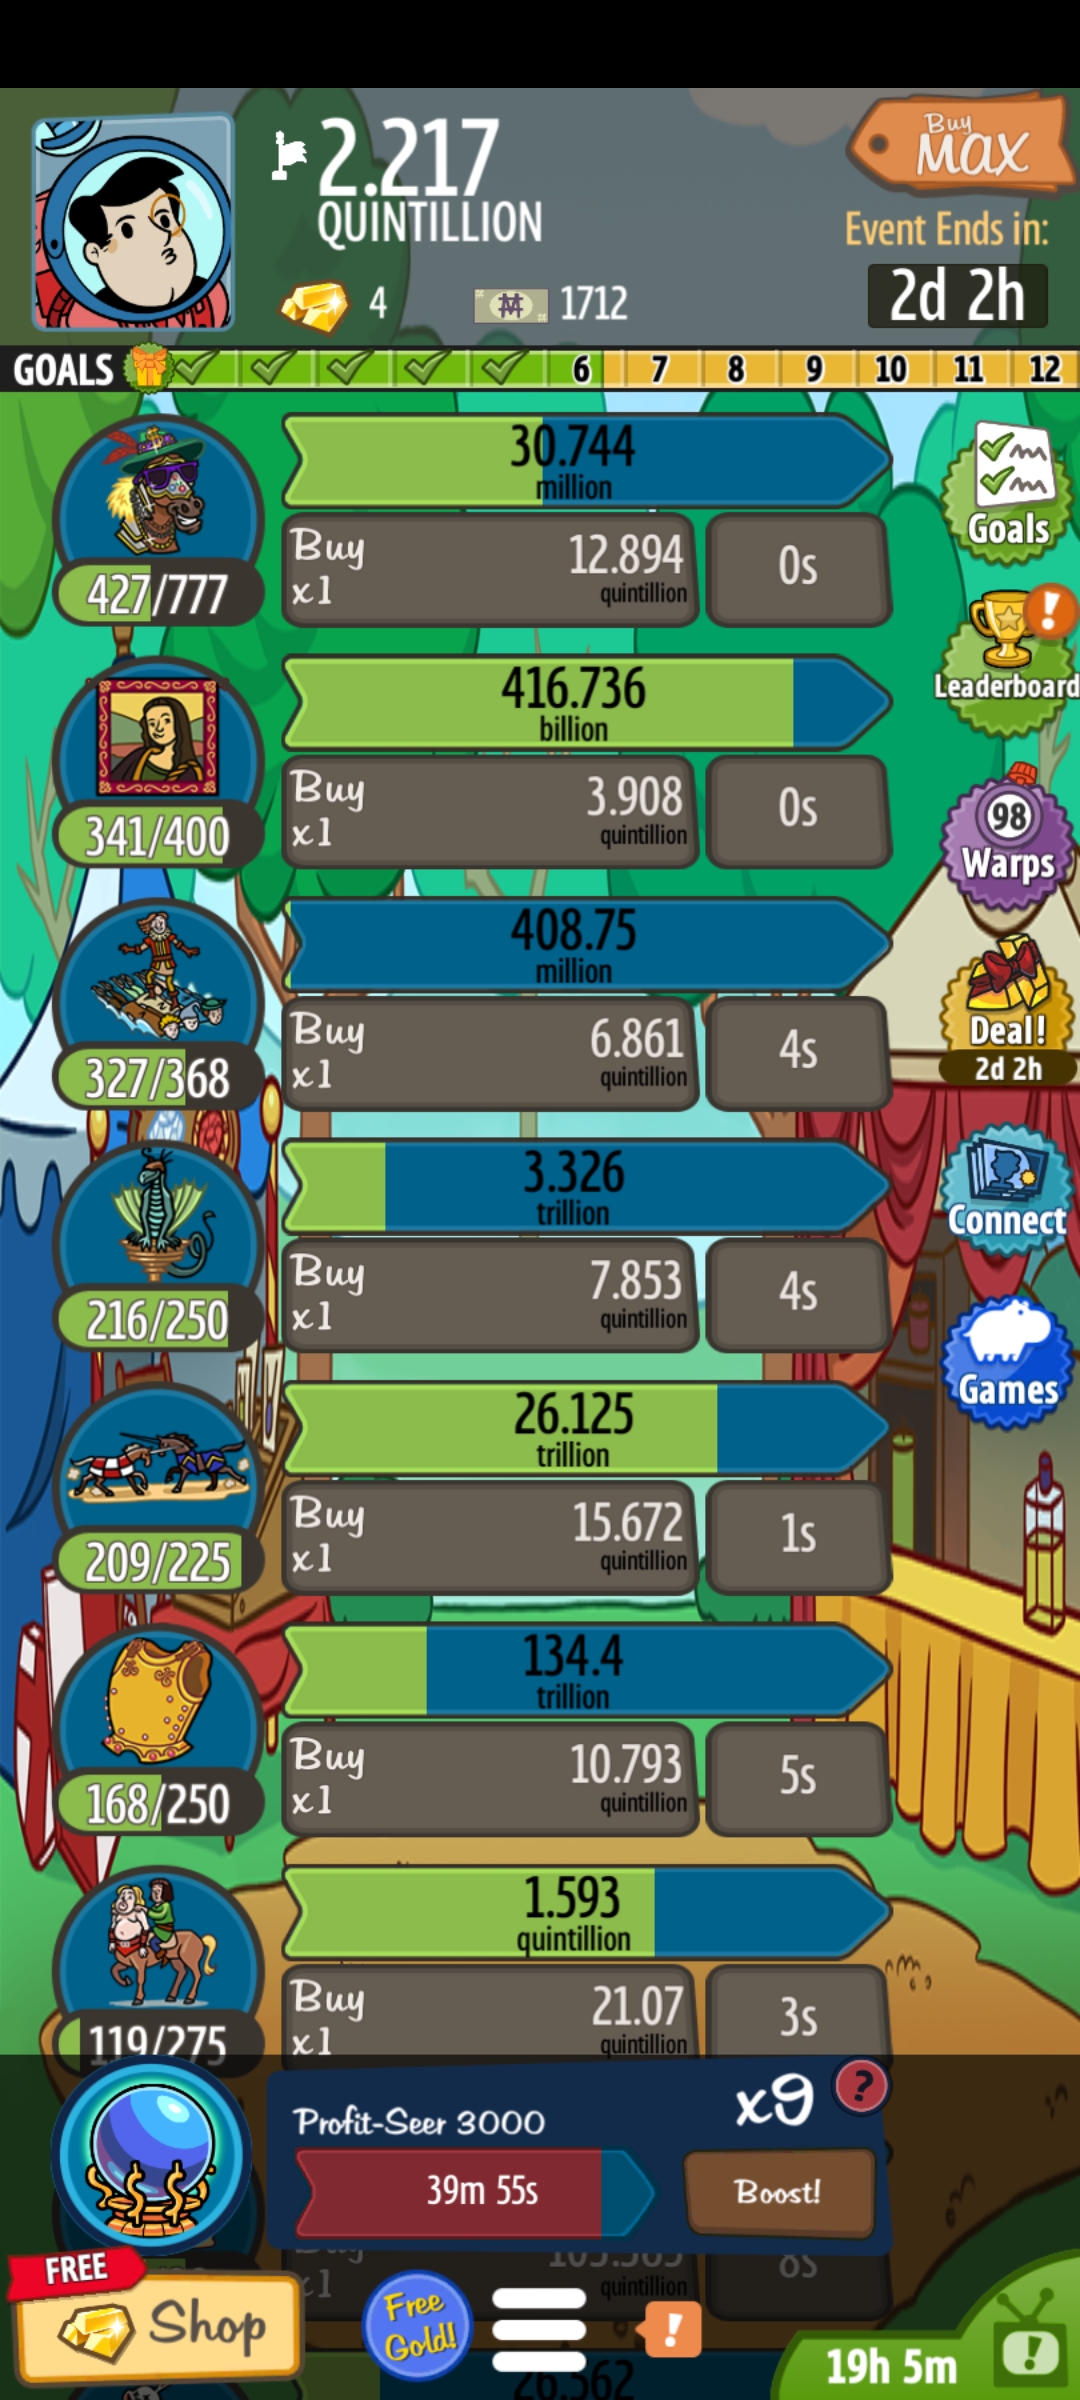 2.217
QUINTILLION
Buy
MAX
Event Ends in:
2d 2h
4
1712
GOALS 6 7 8 9 10 11 12
30.744
million
427/777
Buy
x1
12.894
quintillion
0s
Goals
416.736
billion
341/400
Buy
x1
3.908
quintillion
0s
Leaderboard
98
Warps
408.75
million
327/368
Buy
x1
6.861
quintillion
4s
Deal!
2d 2h
3.326
trillion
216/250
Buy
x1
7.853
quintillion
4s
Connect
26.125
trillion
209/225
Buy
x1
15.672
quintillion
1s
Games
134.4
trillion
168/250
Buy
x1
10.793
quintillion
5s
1.593
quintillion
119/275
Buy
x1
21.07
quintillion
3s
Profit-Seer 3000
x9
?
39m 55s
Boost!
x1
quintillion
8s
FREE
Shop
Free
Gold!
!
19h 5m
!